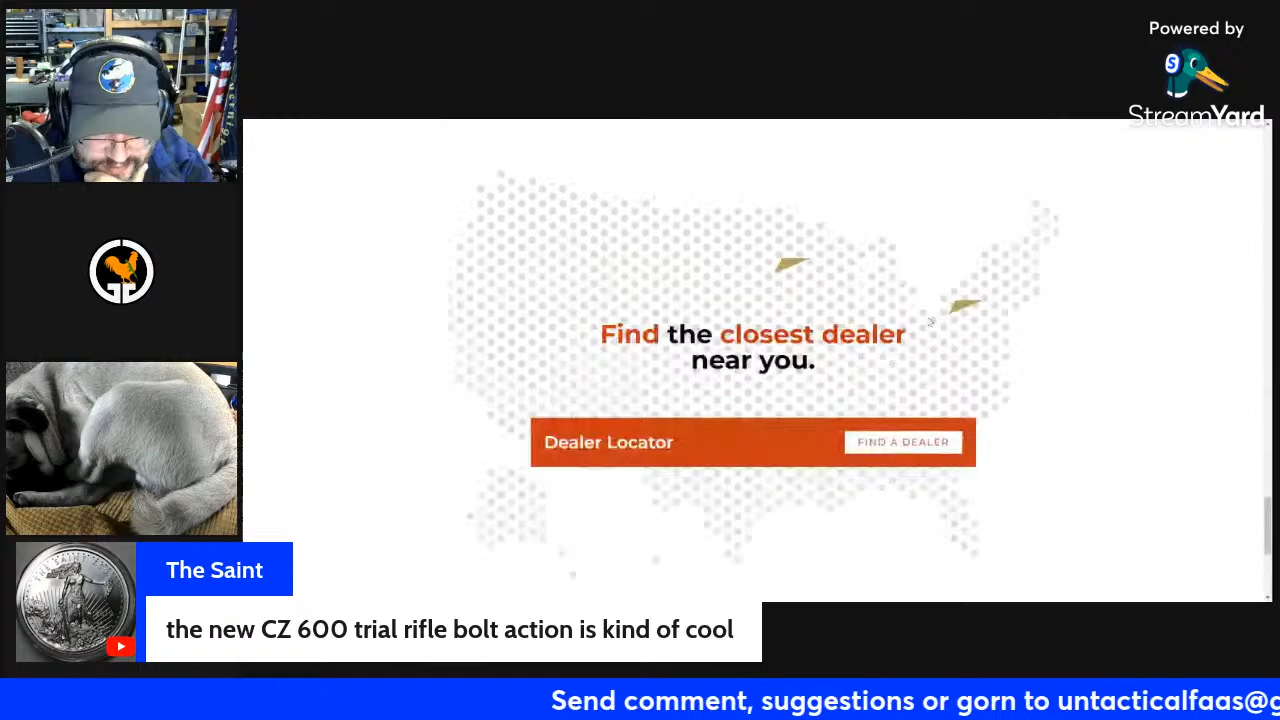 Powered by
StreamYard
Find the closest dealer
near you.
Dealer Locator
FIND A DEALER
The Saint
the new CZ 600 trial rifle bolt action is kind of cool
Send comment, suggestions or gorn to untacticalfaas@g